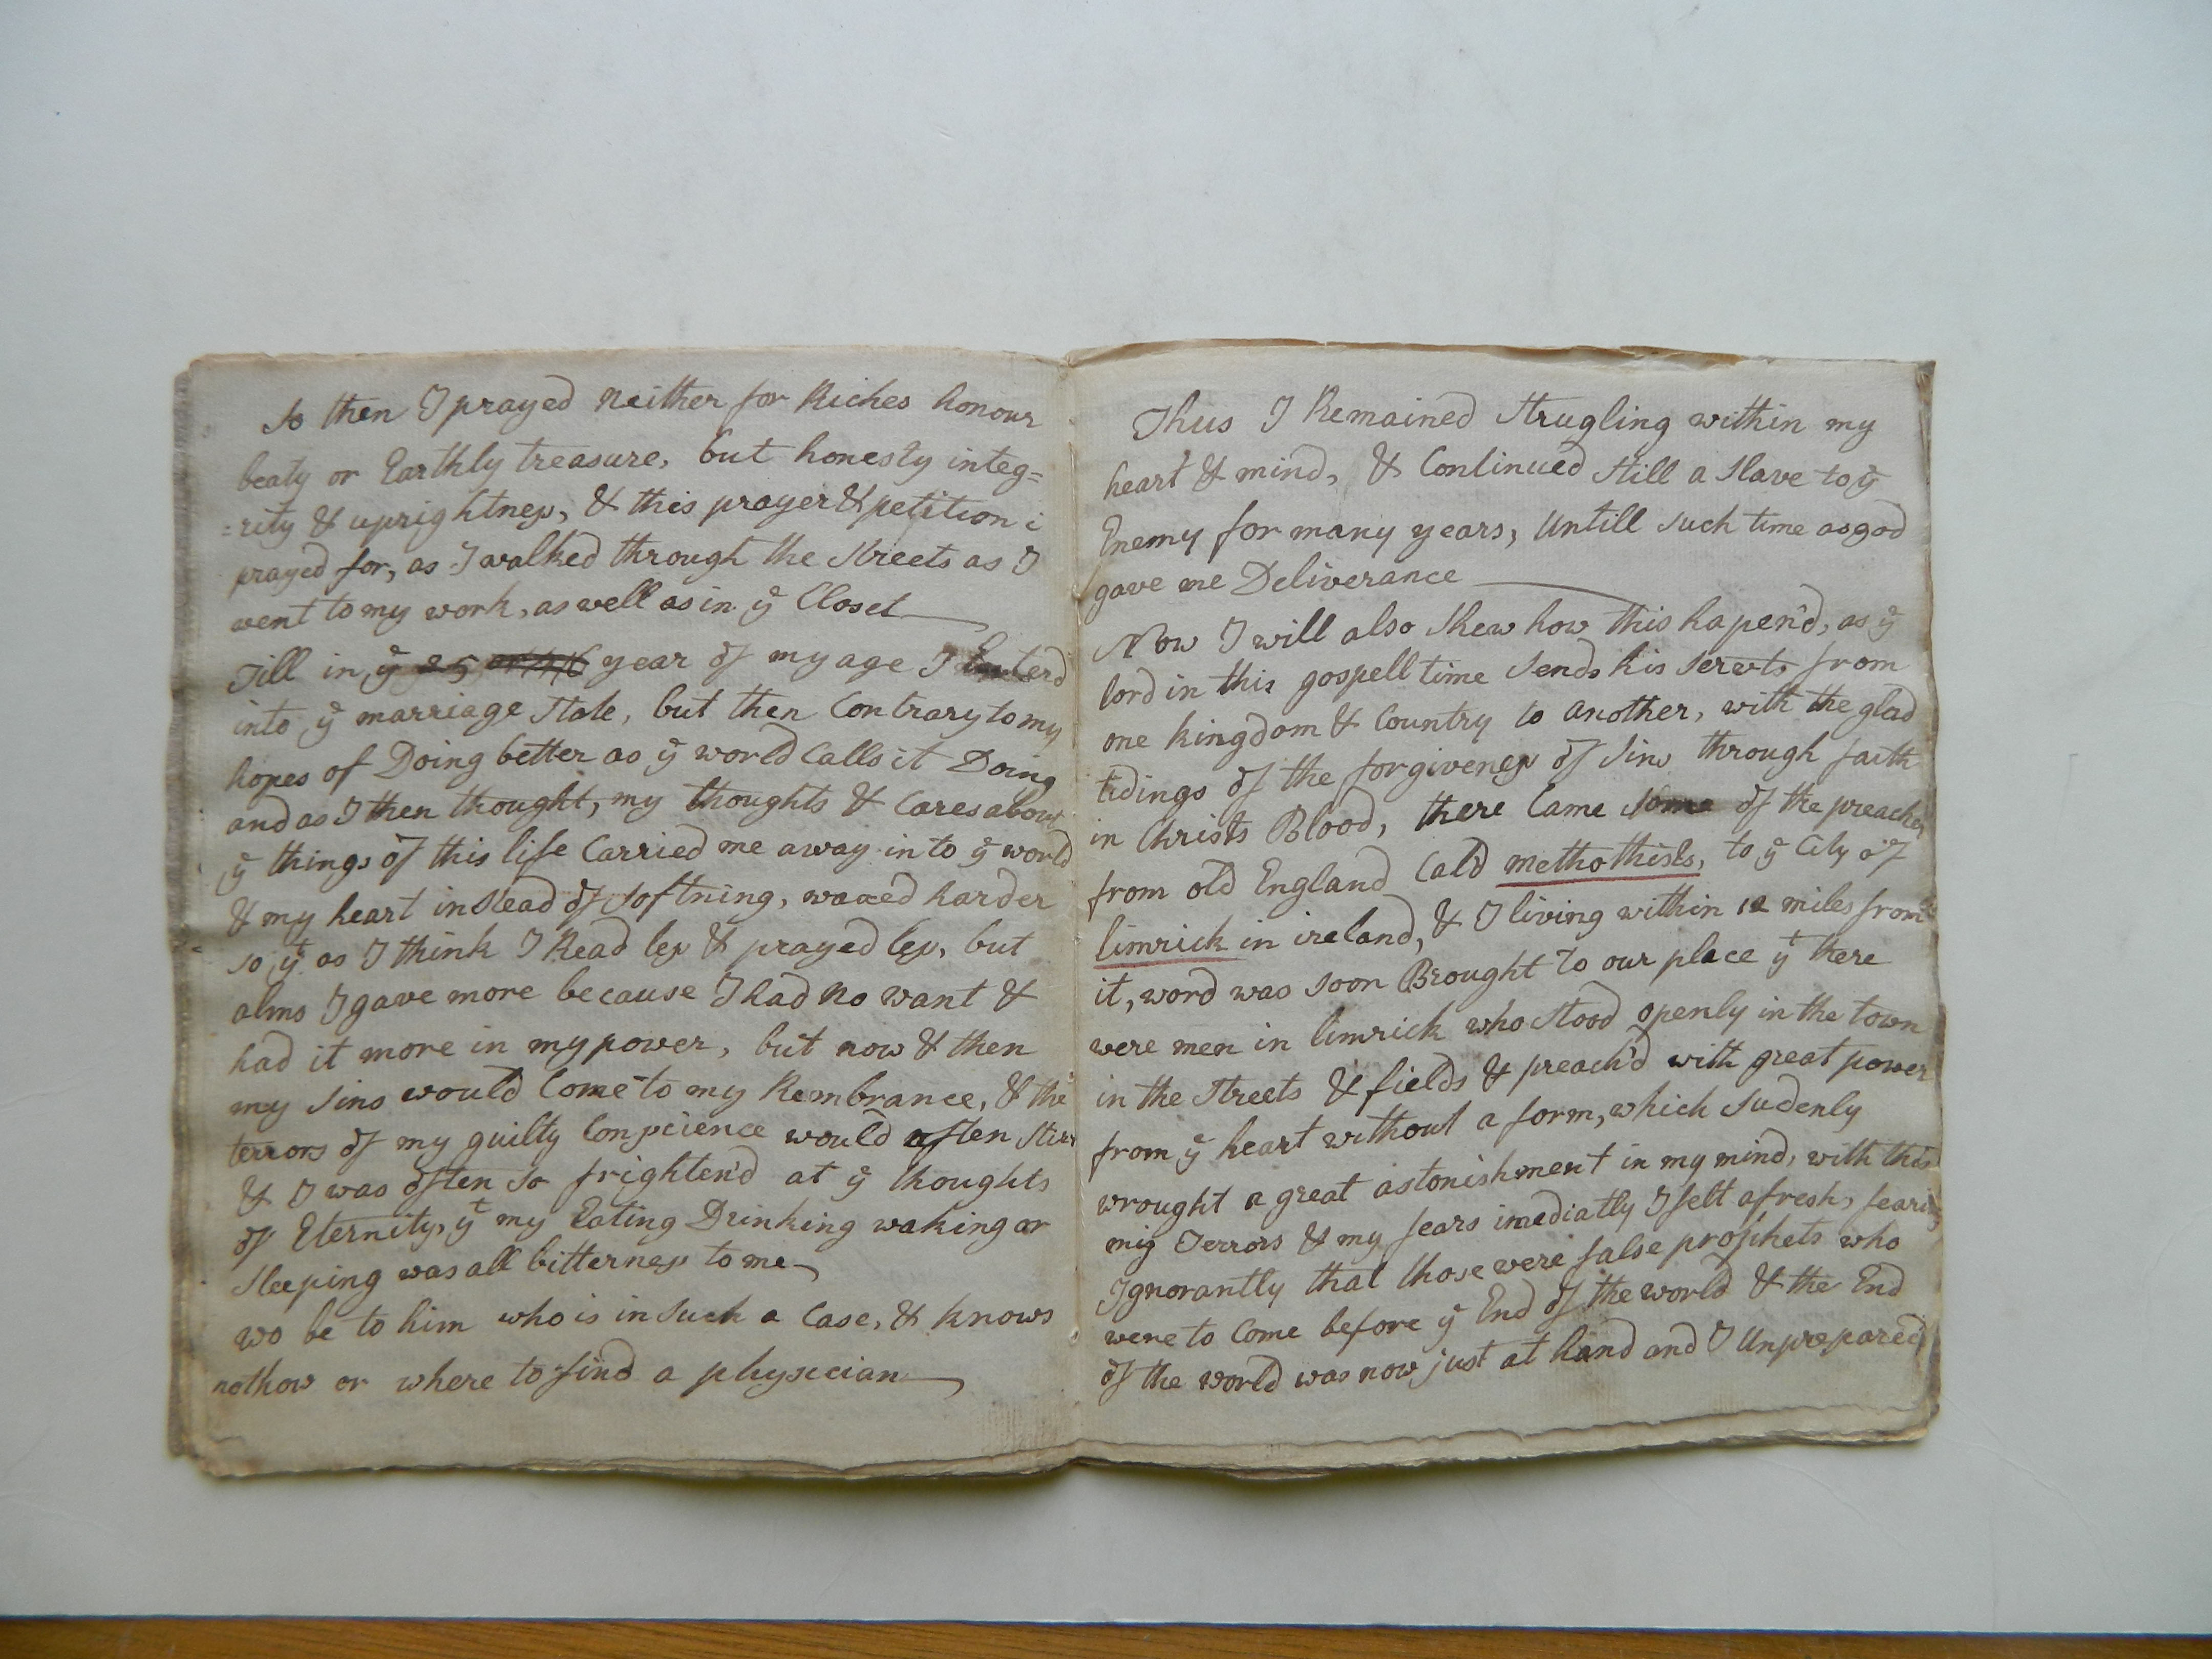 So then I prayed Neither for Riches honour
beaty or Earthly treasure, but honesty integ=
=rity & uprightness, & this prayer & petition i
prayed for, as I walked through the Streets as I
went to my work, as well as in ye Closet
Till in ye 25 year of my age I Enterd
into ye marriage State, but then Contrary to my
hopes of Doing better as ye world Calls it Doing
and as I then thought, my thoughts & Cares about
ye things of this life Carried me away into ye world
& my heart instead of Softning, waxed harder
so yt as I think I Read less & prayed less, but
alms I gave more because I had No want &
had it more in my power, but now & then
my Sins would Come to my Rembrance, & the
terrors of my guilty Conscience would often Stirr
& I was often so frighten'd at ye thoughts
of Eternity, yt my Eating Drinking waking or
Sleeping was all bitterness to me
wo be to him who is in Such a Case, & knows
not how or where to find a physician
Thus I Remained Strugling within my
heart & mind, & Continued Still a Slave to ye
Enemy for many years, Untill Such time as god
gave me Deliverance
Now I will also Shew how this hapen'd, as ye
lord in this gospell time Sends his Servts from
one kingdom & Country to another, with the glad
tidings of the forgiveness of Sins through faith
in Christs Blood, there Came Some of the preacher
from old England Cal'd methothists, to ye City of
limrick in ireland, & I living within 12 miles from
it, word was soon Brought to our place yt there
were men in limrick who Stood openly in the town
in the Streets & fields & preach'd with great power
from ye heart without a form, which Sudenly
wrought a great astonishment in my mind, with this
mig Terrors & my fears imediatly I felt afresh, fearing
Ignorantly that those were false prophets who
were to Come before ye End of the world & the End
of the world was now just at hand and I Unprepared